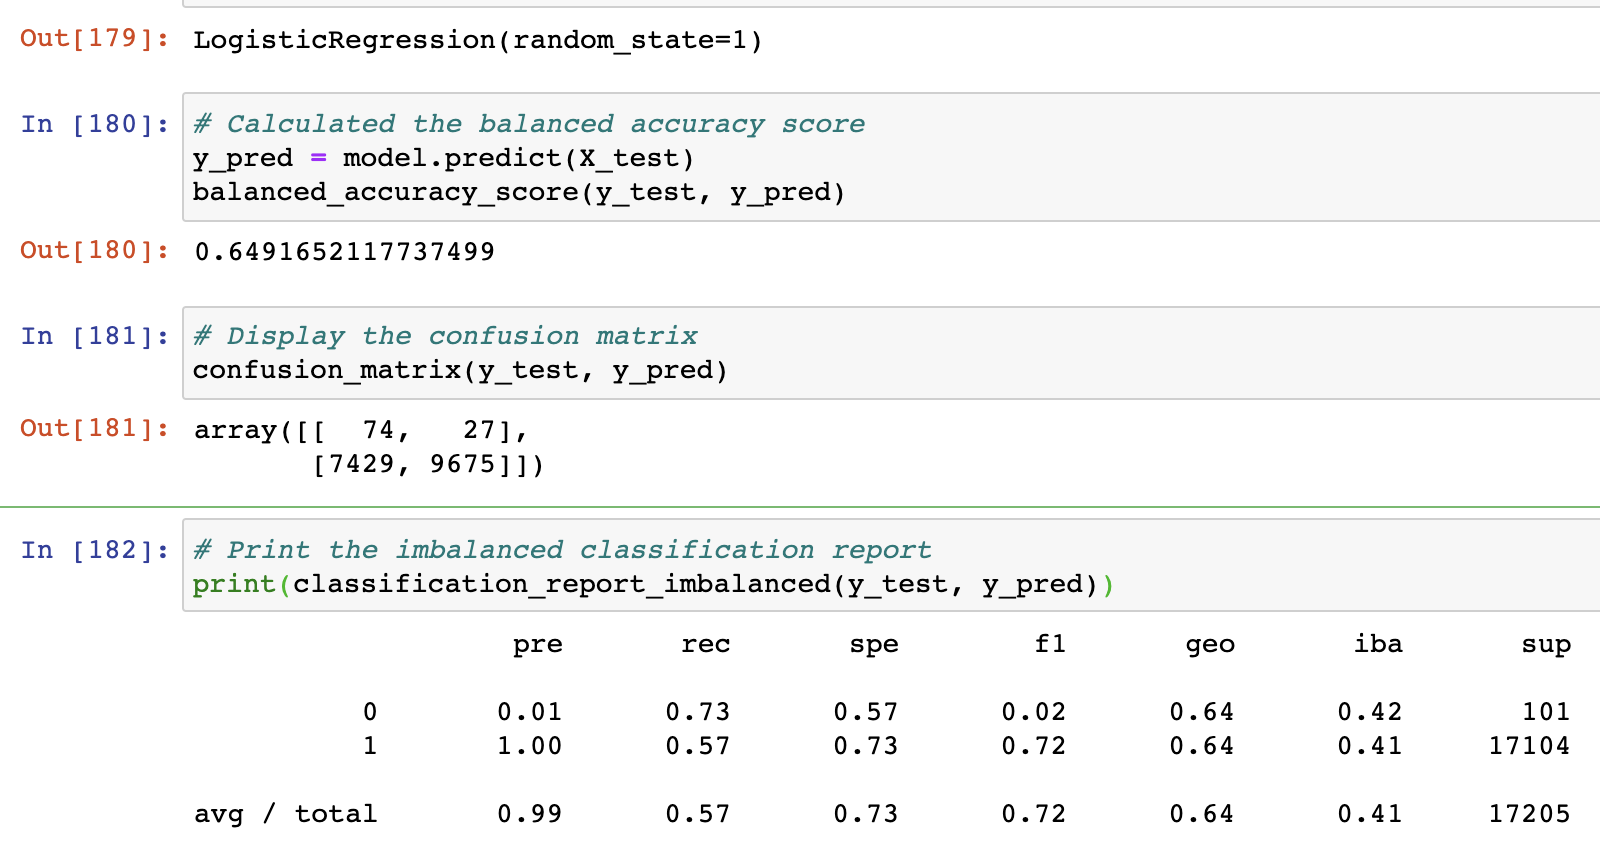 Out[179]: LogisticRegression(random_state=1)
In [180]: # Calculated the balanced accuracy score
y_pred = model.predict(X_test)
balanced_accuracy_score(y_test, y_pred)
Out[180]: 0.6491652117737499
In [181]: # Display the confusion matrix
confusion_matrix(y_test, y_pred)
Out[181]: array([[  74,   27],
       [7429, 9675]])
In [182]: # Print the imbalanced classification report
print(classification_report_imbalanced(y_test, y_pred))
pre rec spe f1 geo iba sup
0 0.01 0.73 0.57 0.02 0.64 0.42 101
1 1.00 0.57 0.73 0.72 0.64 0.41 17104
avg / total 0.99 0.57 0.73 0.72 0.64 0.41 17205